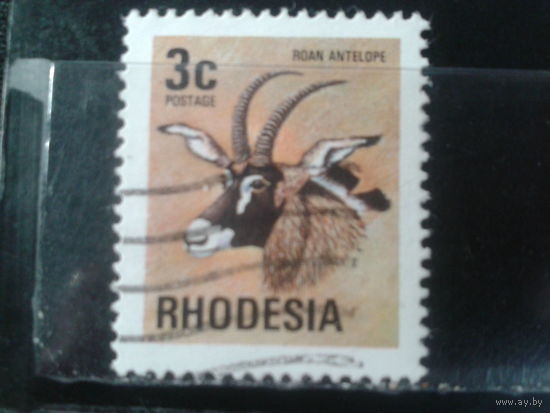 ROAN ANTELOPE
3c
POSTAGE
RHODESIA
www.ay.by